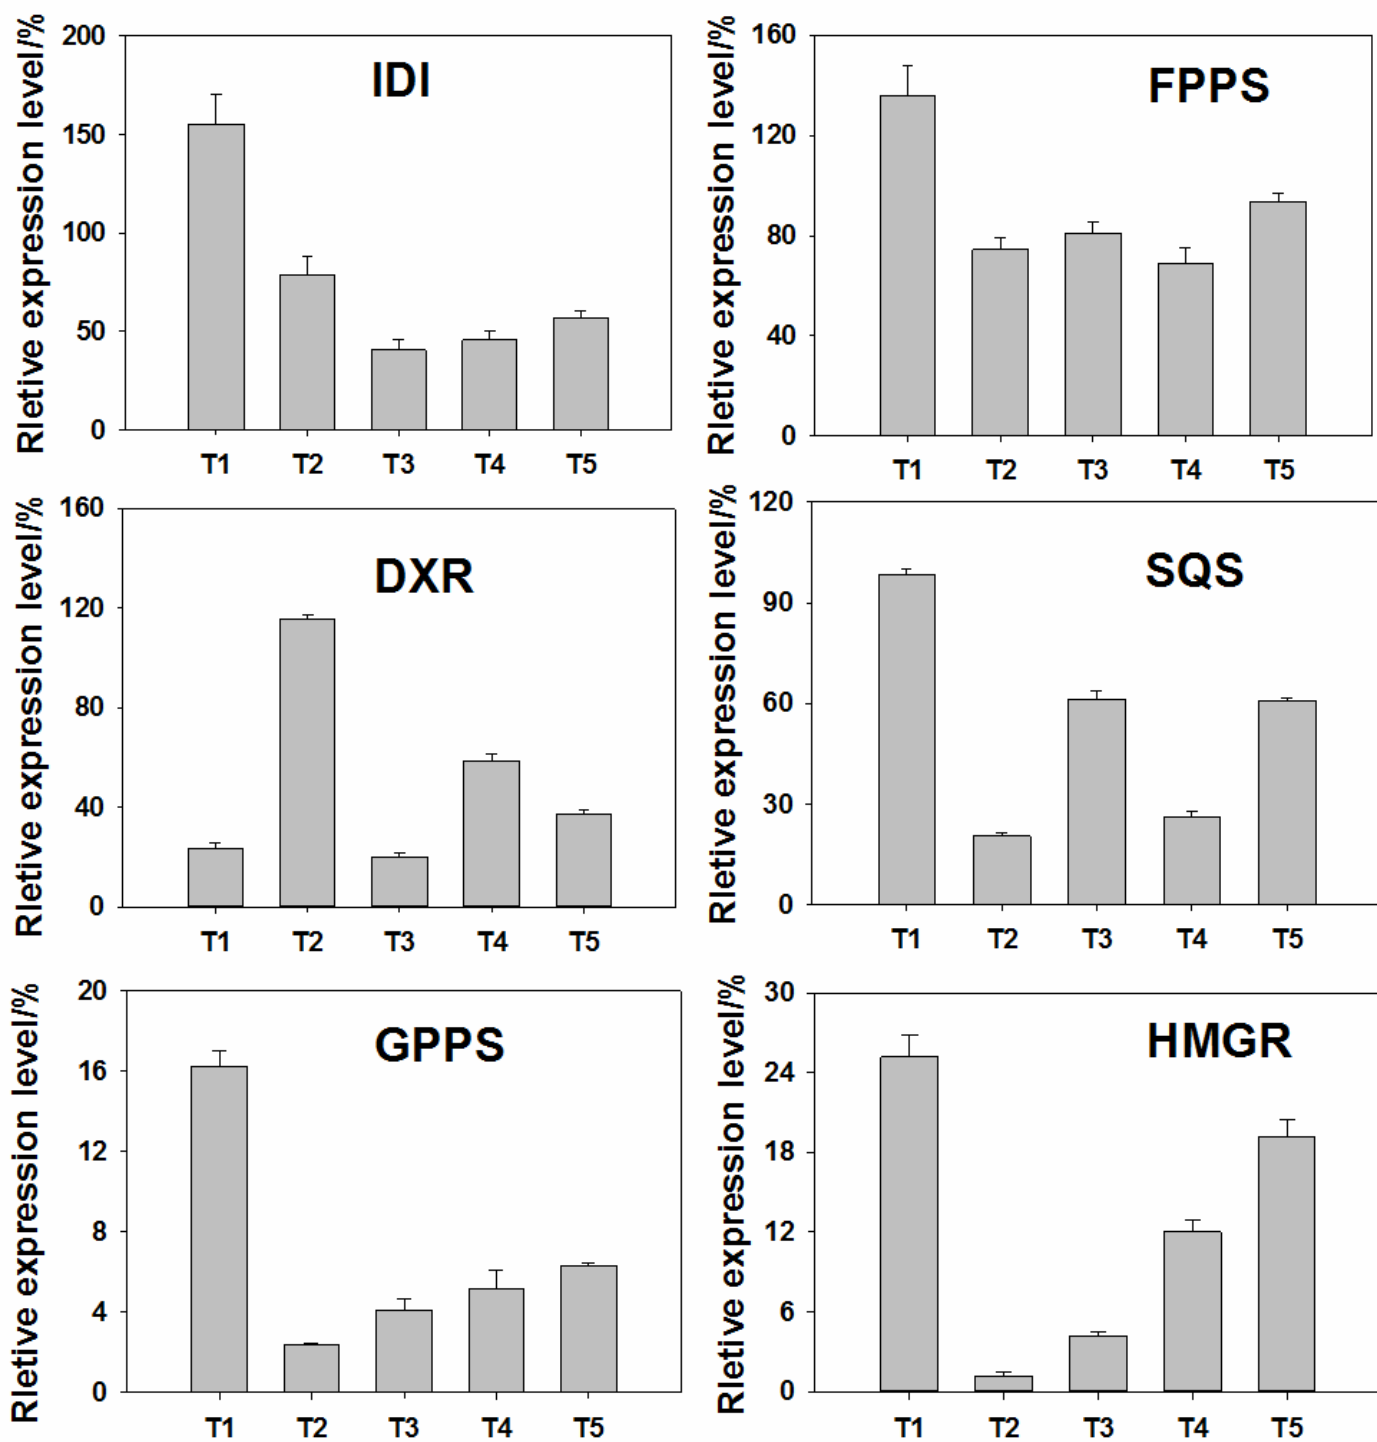 Rletive expression level/%
200
150
100
50
0
IDI
T1 T2 T3 T4 T5
Rletive expression level/%
160
120
80
40
0
FPPS
T1 T2 T3 T4 T5
Rletive expression level/%
160
120
80
40
0
DXR
T1 T2 T3 T4 T5
Rletive expression level/%
120
90
60
30
0
SQS
T1 T2 T3 T4 T5
Rletive expression level/%
20
16
12
8
4
0
GPPS
T1 T2 T3 T4 T5
Rletive expression level/%
30
24
18
12
6
0
HMGR
T1 T2 T3 T4 T5